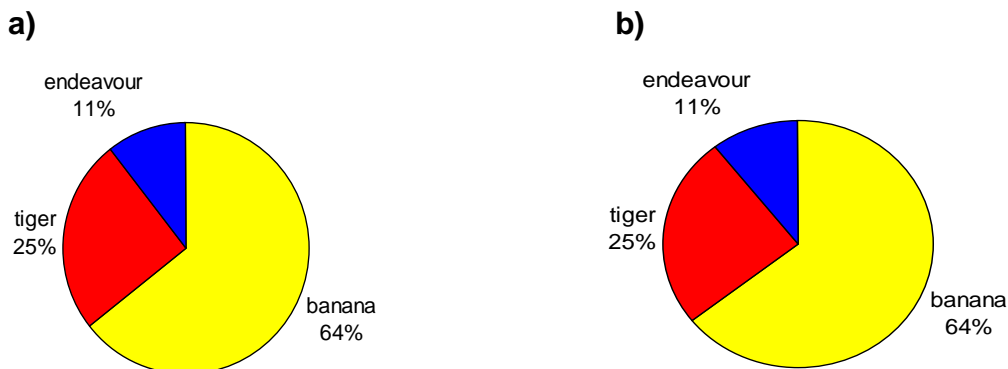 a)
endeavour
11%
tiger
25%
banana
64%
b)
endeavour
11%
tiger
25%
banana
64%